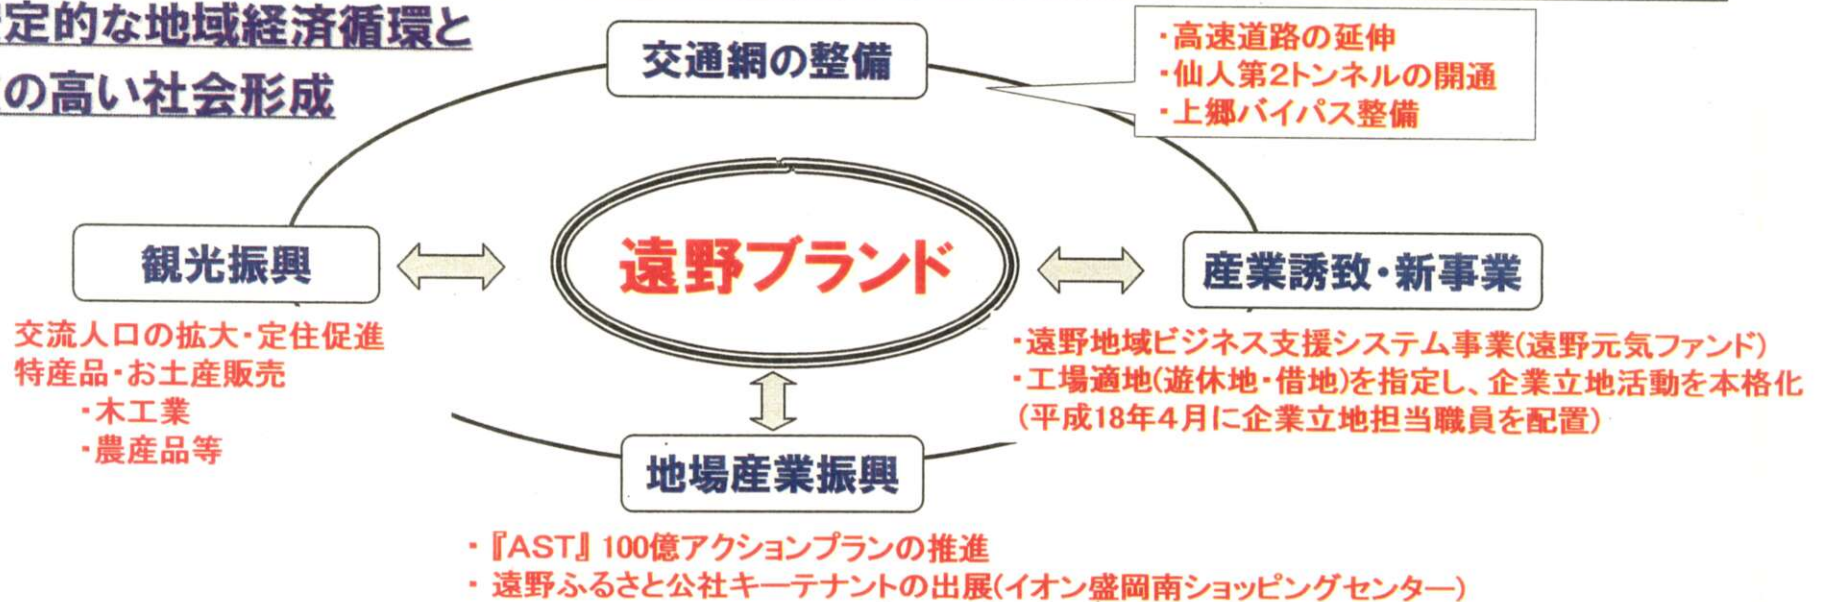 定的な地域経済循環と
の高い社会形成
交通網の整備
・高速道路の延伸
・仙人第2トンネルの開通
・上郷バイパス整備
観光振興
遠野ブランド
産業誘致・新事業
交流人口の拡大・定住促進
特産品・お土産販売
・木工業
・農産品等
・遠野地域ビジネス支援システム事業(遠野元気ファンド)
・工場適地(遊休地・借地)を指定し、企業立地活動を本格化
(平成18年4月に企業立地担当職員を配置)
地場産業振興
・『AST』100億アクションプランの推進
・遠野ふるさと公社キーテナントの出展(イオン盛岡南ショッピングセンター)